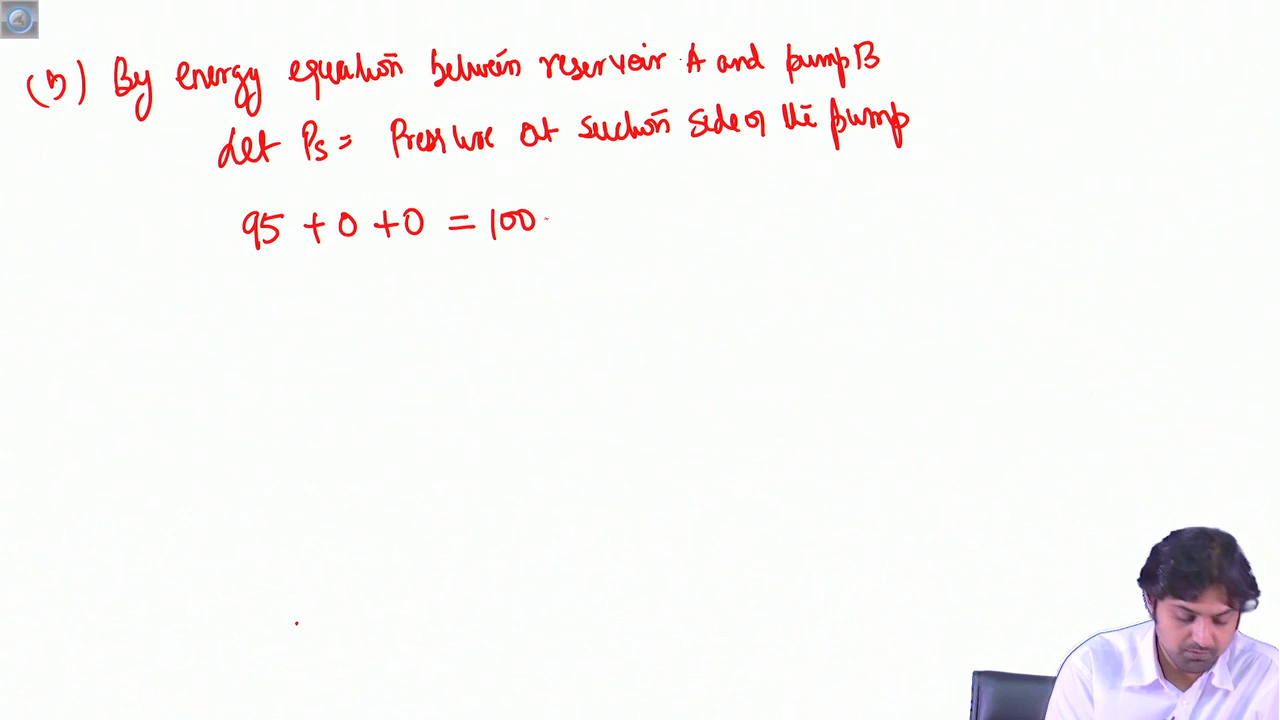 (b) By energy equation between reservoir A and pump B
Let Ps = Pressure at suction side of the pump
95 + 0 + 0 = 100